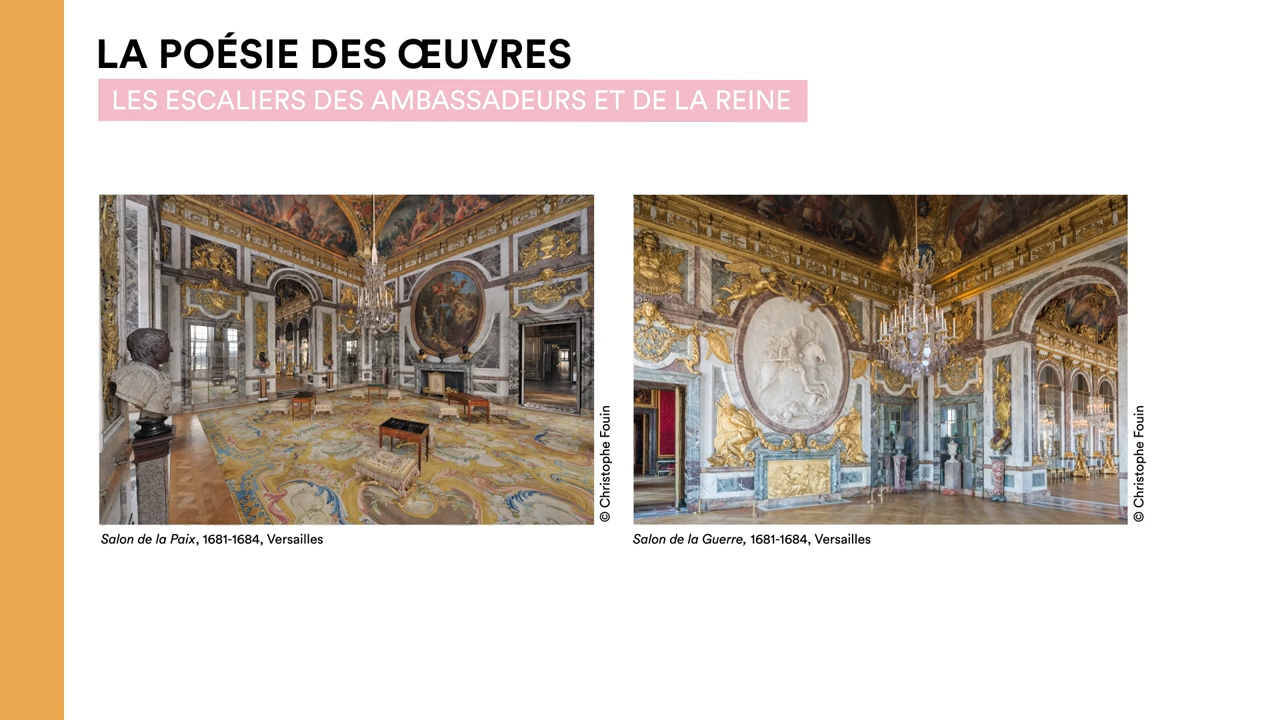 LA POÉSIE DES ŒUVRES
LES ESCALIERS DES AMBASSADEURS ET DE LA REINE
© Christophe Fouin
© Christophe Fouin
Salon de la Paix, 1681-1684, Versailles
Salon de la Guerre, 1681-1684, Versailles